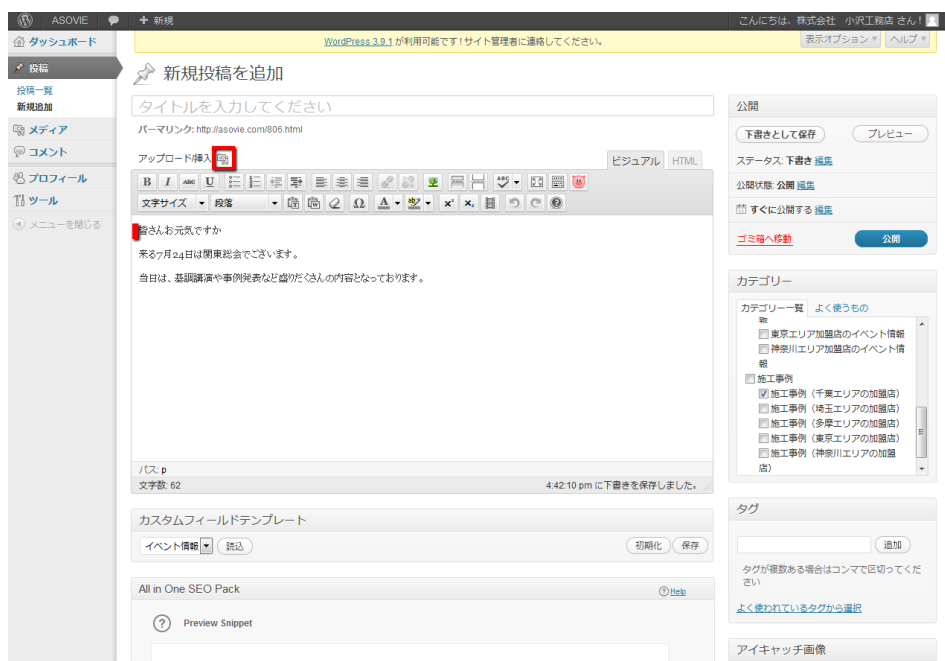 ASOVIE
新規
こんにちは、株式会社 小沢工務店 さん!
ダッシュボード
投稿
投稿一覧
新規追加
メディア
コメント
プロフィール
ツール
メニューを閉じる
WordPress 3.9.1 が利用可能です ! サイト管理者に連絡してください。
表示オプション
ヘルプ
新規投稿を追加
タイトルを入力してください
パーマリンク: http://asovie.com/806.html
アップロード/挿入
ビジュアル
HTML
B I ABC U
ABC
文字サイズ
段落
皆さんお元気ですか
来る7月24日は関東総会でございます。
当日は、基調講演や事例発表など盛りだくさんの内容となっております。
パス: p
文字数: 62
4:42:10 pm に下書きを保存しました。
カスタムフィールドテンプレート
イベント情報
読込
初期化
保存
All in One SEO Pack
Help
Preview Snippet
公開
下書きとして保存
プレビュー
ステータス: 下書き 編集
公開状態: 公開 編集
すぐに公開する 編集
ゴミ箱へ移動
公開
カテゴリー
カテゴリー一覧
よく使うもの
報
東京エリア加盟店のイベント情報
神奈川エリア加盟店のイベント情
報
施工事例
施工事例（千葉エリアの加盟店）
施工事例（埼玉エリアの加盟店）
施工事例（多摩エリアの加盟店）
施工事例（東京エリアの加盟店）
施工事例（神奈川エリアの加盟
店）
タグ
追加
タグが複数ある場合はコンマで区切ってくだ
さい
よく使われているタグから選択
アイキャッチ画像